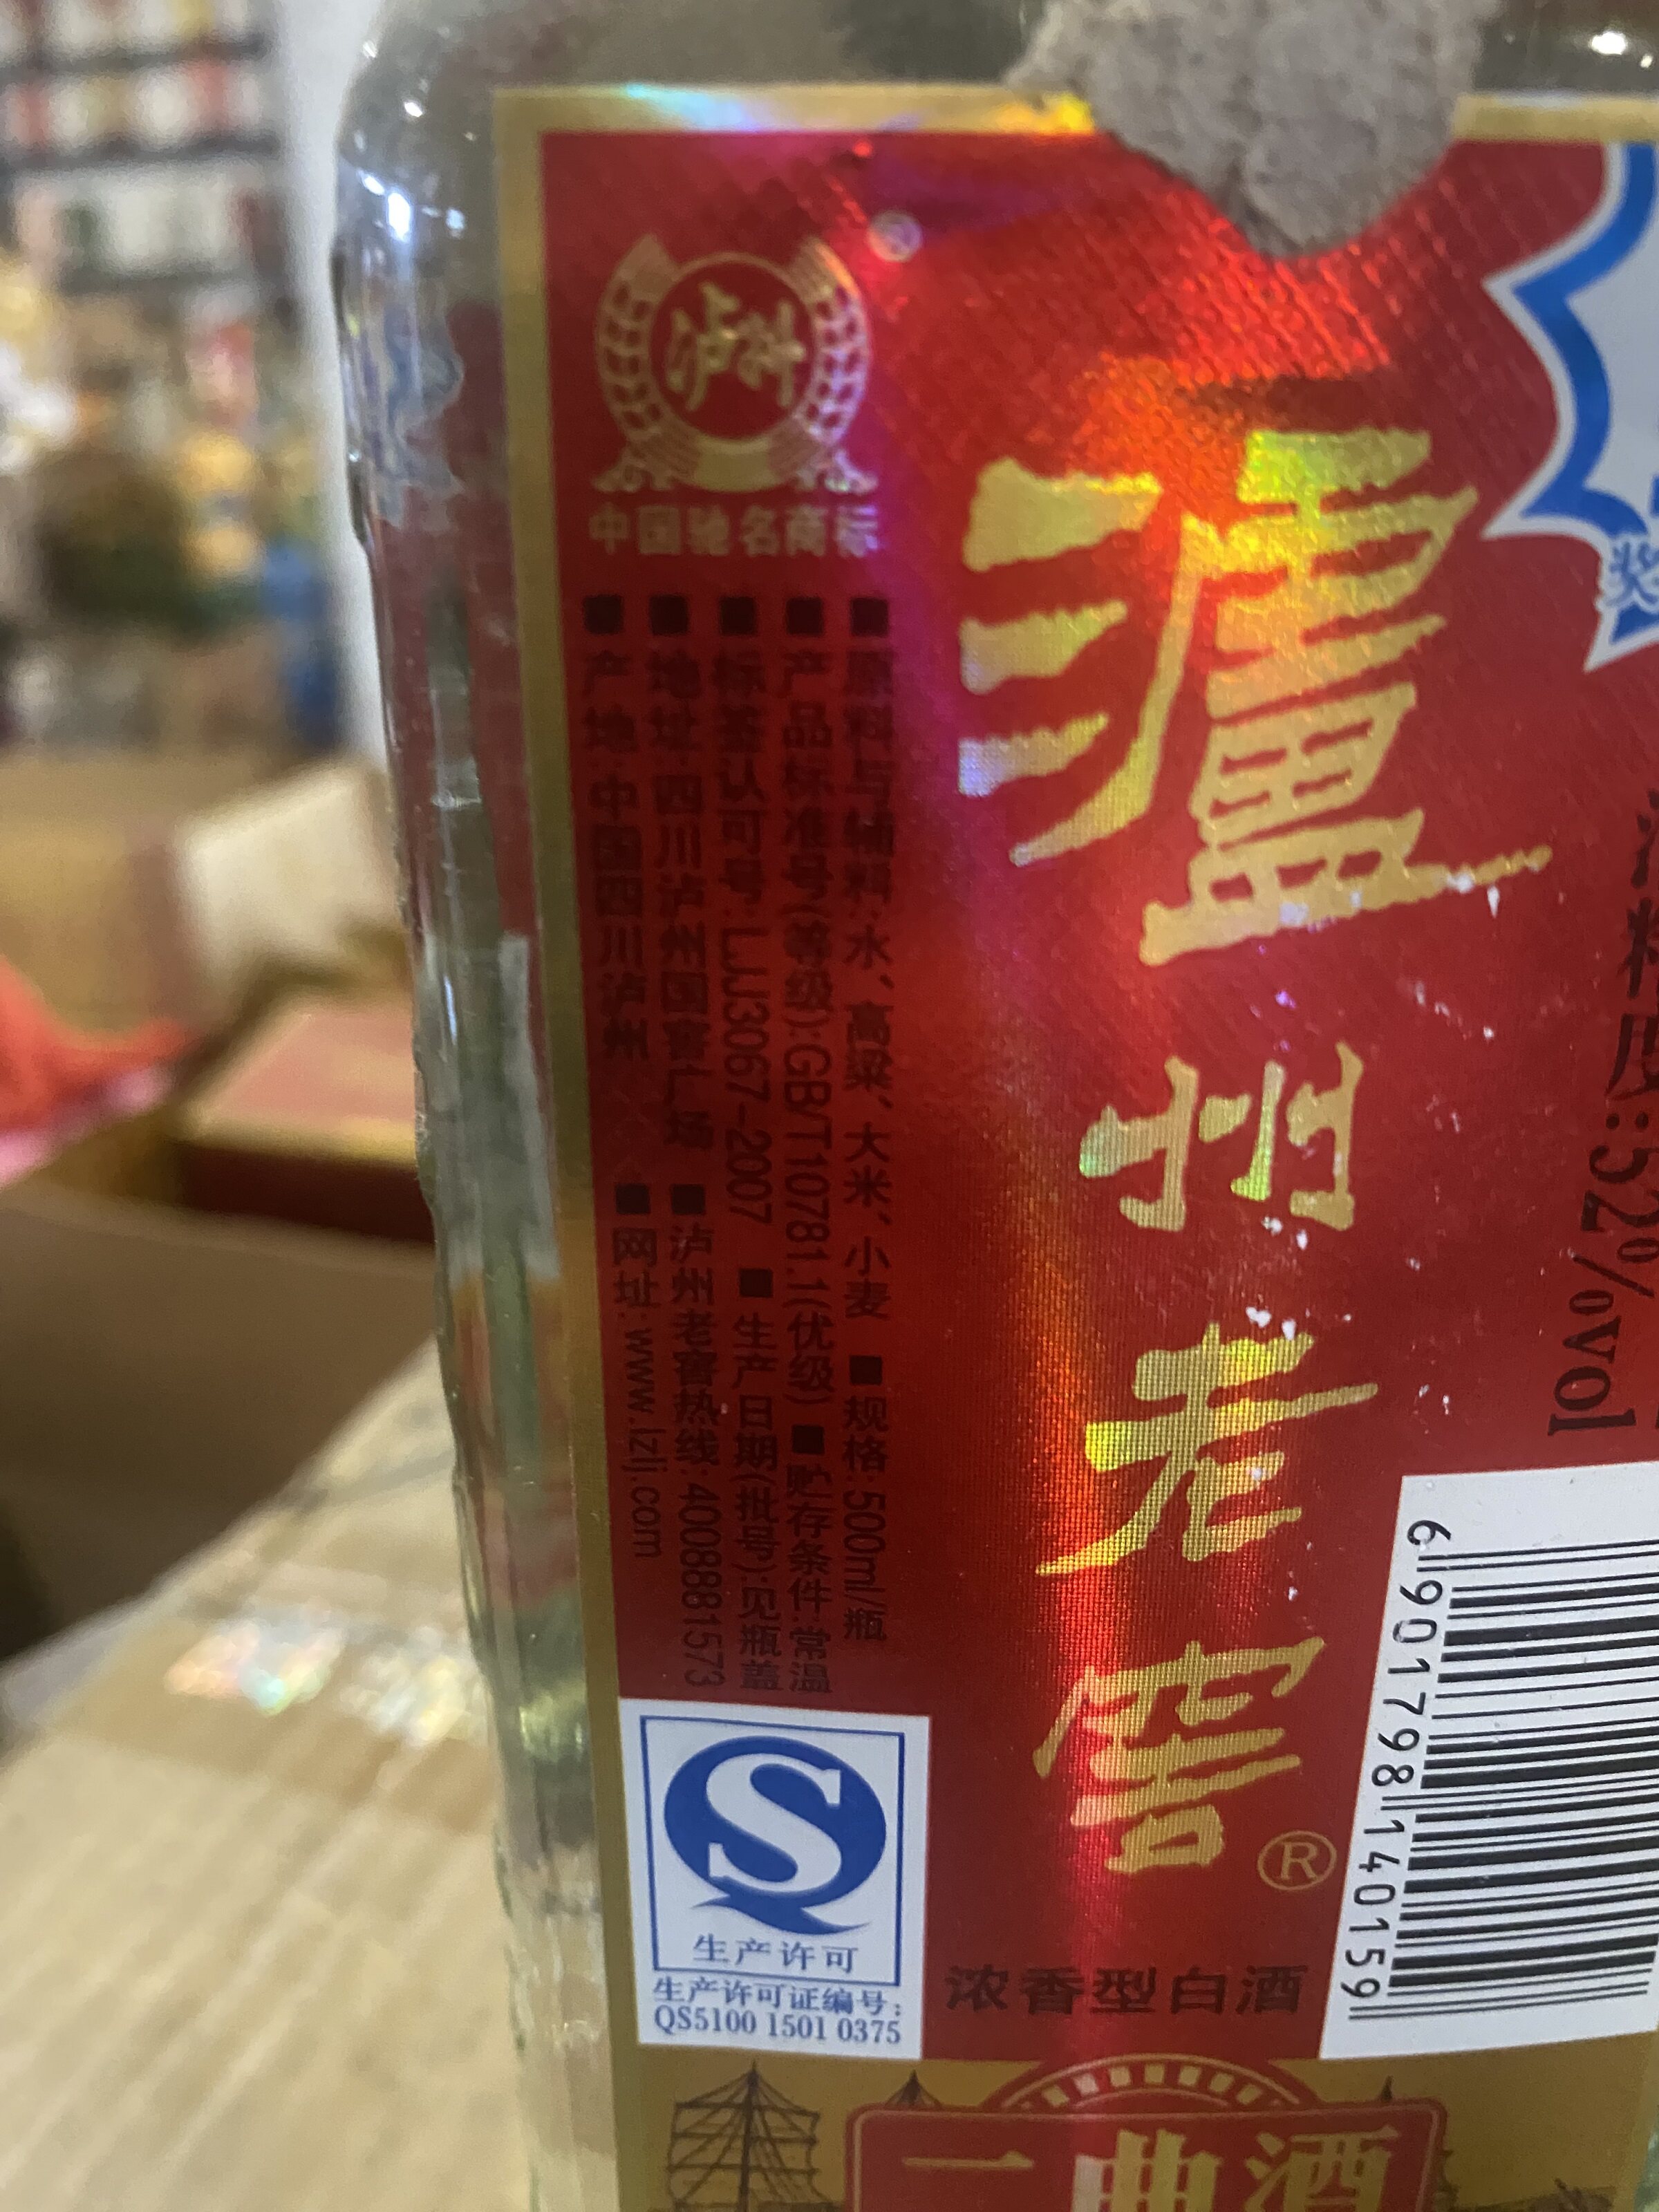 泸州
中国驰名商标
■原料与辅料:水、高粱、大米、小麦 ■规格:500ml/瓶
■产品标准号(等级):GB/T10781.1(优级) ■贮存条件:常温
■标签认可号:LJJ3067-2007 ■生产日期(批号):见瓶盖
■地址:四川泸州国窖广场 ■泸州老窖热线:4008881573
■产地:中国四川泸州 ■网址:www.lzlj.com
瀘州老窖®
酒精度:52%vol
奖
6901798140159
生产许可
生产许可证编号:
QS5100 1501 0375
浓香型白酒
二曲酒